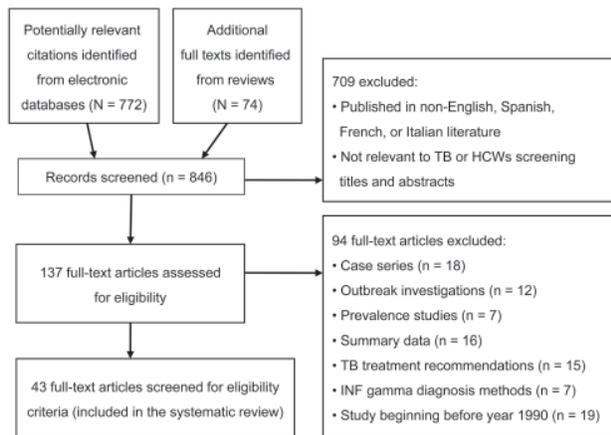 Potentially relevant
citations identified
from electronic
databases (N = 772)
Additional
full texts identified
from reviews
(N = 74)
Records screened (n = 846)
709 excluded:
• Published in non-English, Spanish,
French, or Italian literature
• Not relevant to TB or HCWs screening
titles and abstracts
137 full-text articles assessed
for eligibility
94 full-text articles excluded:
• Case series (n = 18)
• Outbreak investigations (n = 12)
• Prevalence studies (n = 7)
• Summary data (n = 16)
• TB treatment recommendations (n = 15)
• INF gamma diagnosis methods (n = 7)
• Study beginning before year 1990 (n = 19)
43 full-text articles screened for eligibility
criteria (included in the systematic review)